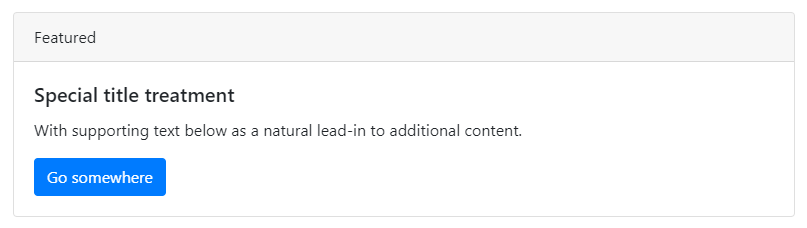 Featured
Special title treatment
With supporting text below as a natural lead-in to additional content.
Go somewhere